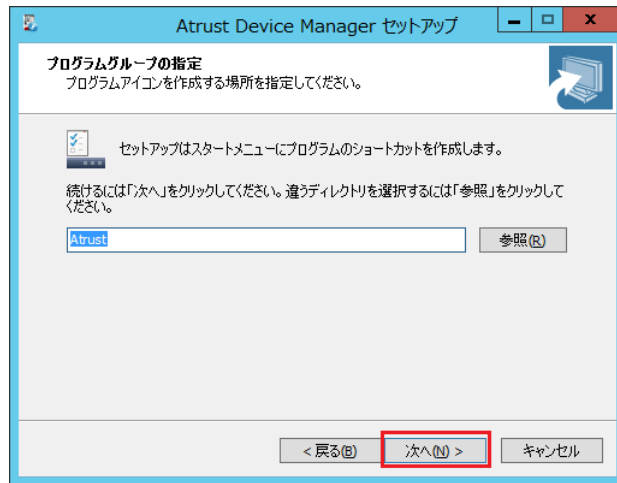 Atrust Device Manager セットアップ
プログラムグループの指定
プログラムアイコンを作成する場所を指定してください。
セットアップはスタートメニューにプログラムのショートカットを作成します。
続けるには「次へ」をクリックしてください。違うディレクトリを選択するには「参照」をクリックして
ください。
Atrust
参照(R)
< 戻る(B)
次へ(N) >
キャンセル